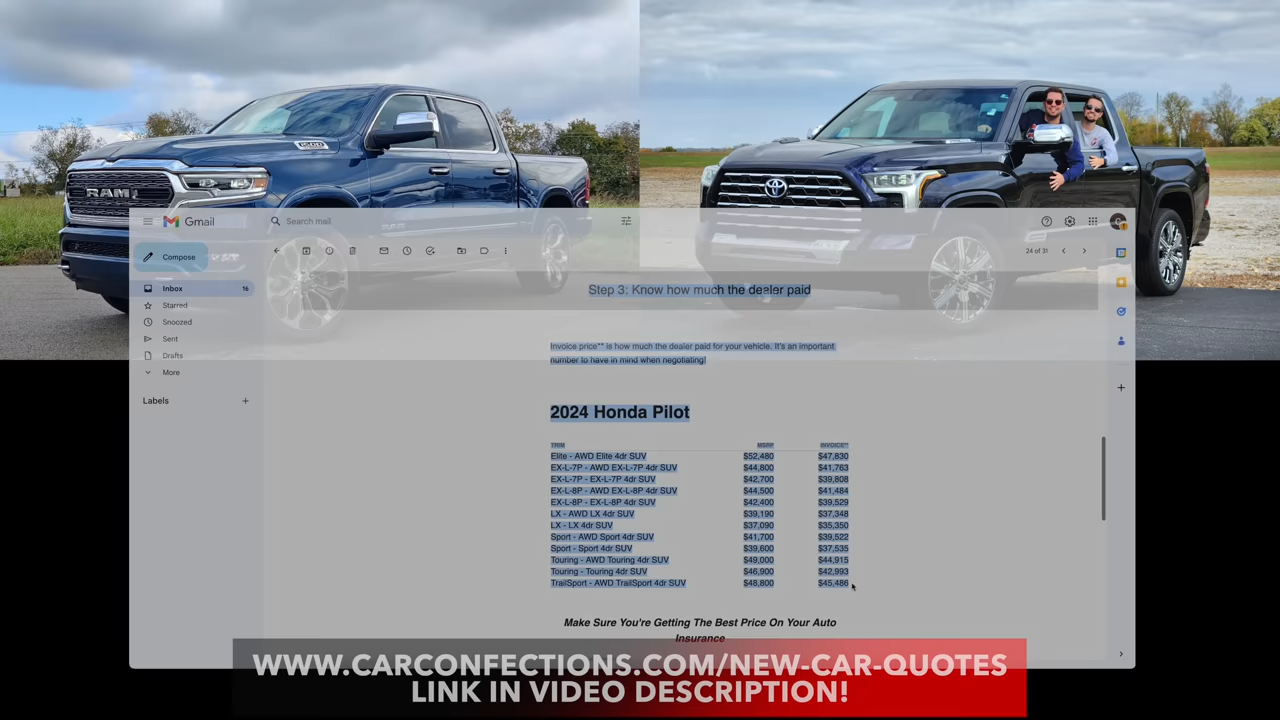 RAM
1500
Gmail
Search mail
Compose
24 of 31
Inbox 16
Starred
Snoozed
Sent
Drafts
More
Labels
Step 3: Know how much the dealer paid
Invoice price** is how much the dealer paid for your vehicle. It's an important
number to have in mind when negotiating!
2024 Honda Pilot
TRIM MSRP INVOICE**
Elite - AWD Elite 4dr SUV $52,480 $47,830
EX-L-7P - AWD EX-L-7P 4dr SUV $44,800 $41,763
EX-L-7P - EX-L-7P 4dr SUV $42,700 $39,808
EX-L-8P - AWD EX-L-8P 4dr SUV $44,500 $41,484
EX-L-8P - EX-L-8P 4dr SUV $42,400 $39,529
LX - AWD LX 4dr SUV $39,190 $37,348
LX - LX 4dr SUV $37,090 $35,350
Sport - AWD Sport 4dr SUV $41,700 $39,522
Sport - Sport 4dr SUV $39,600 $37,535
Touring - AWD Touring 4dr SUV $49,000 $44,915
Touring - Touring 4dr SUV $46,900 $42,993
TrailSport - AWD TrailSport 4dr SUV $48,800 $45,486
Make Sure You're Getting The Best Price On Your Auto
Insurance
WWW.CARCONFECTIONS.COM/NEW-CAR-QUOTES
LINK IN VIDEO DESCRIPTION!